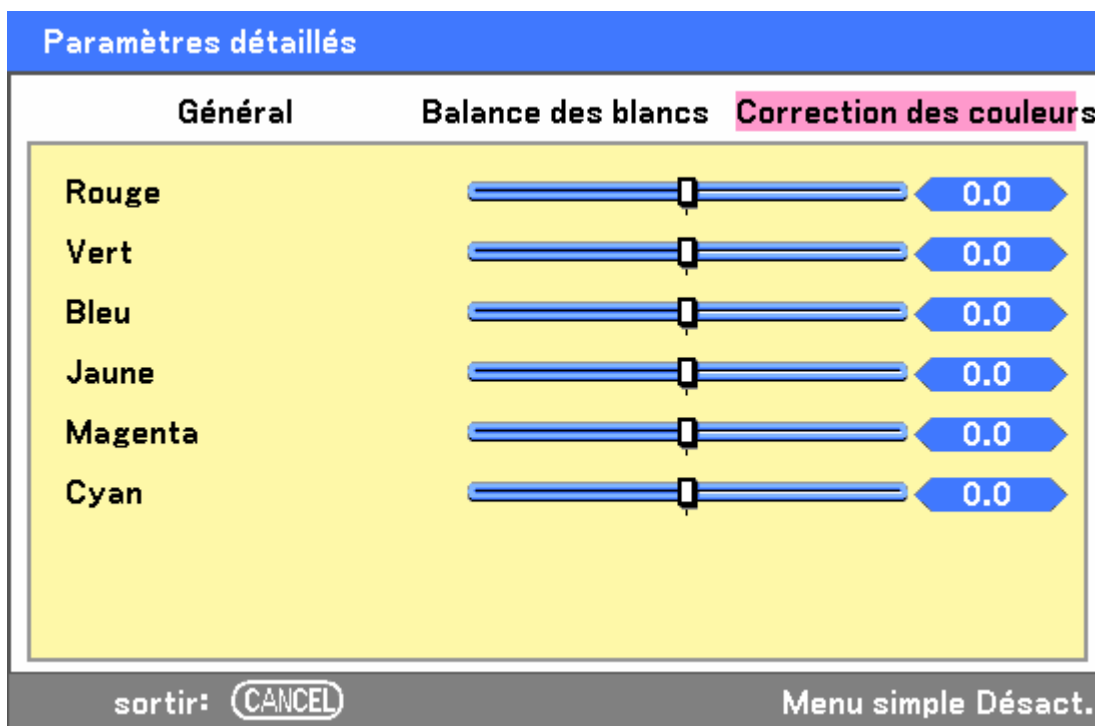 Paramètres détaillés
Général Balance des blancs Correction des couleurs
Rouge 0.0
Vert 0.0
Bleu 0.0
Jaune 0.0
Magenta 0.0
Cyan 0.0
sortir: CANCEL Menu simple Désact.